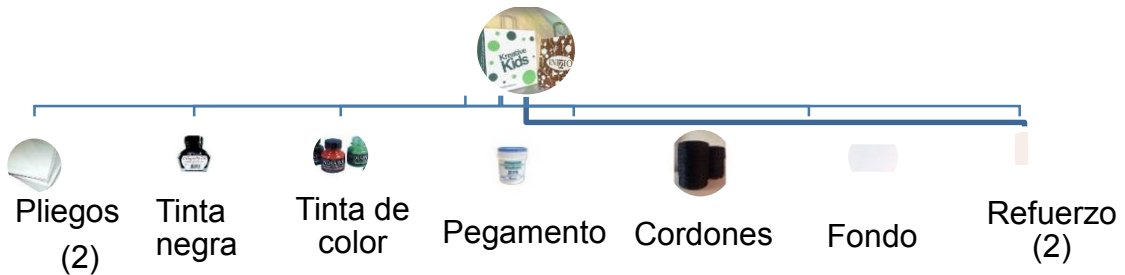 Kreative
Kids
Pliegos
(2)
Tinta
negra
Tinta de
color
Pegamento
Cordones
Fondo
Refuerzo
(2)